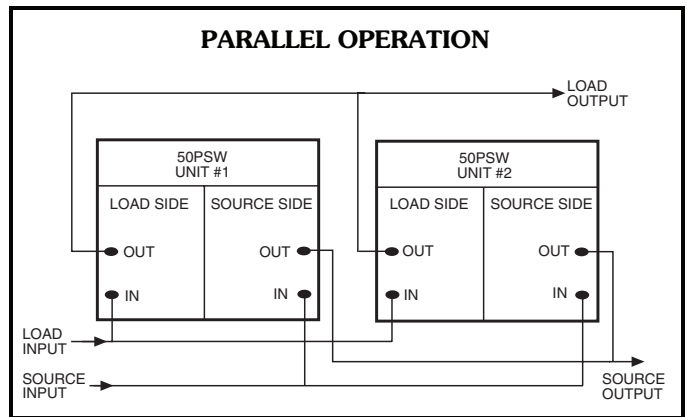 PARALLEL OPERATION
LOAD
OUTPUT
50PSW
UNIT #1
LOAD SIDE
SOURCE SIDE
OUT
OUT
IN
IN
50PSW
UNIT #2
LOAD SIDE
SOURCE SIDE
OUT
OUT
IN
IN
LOAD
INPUT
SOURCE
INPUT
SOURCE
OUTPUT